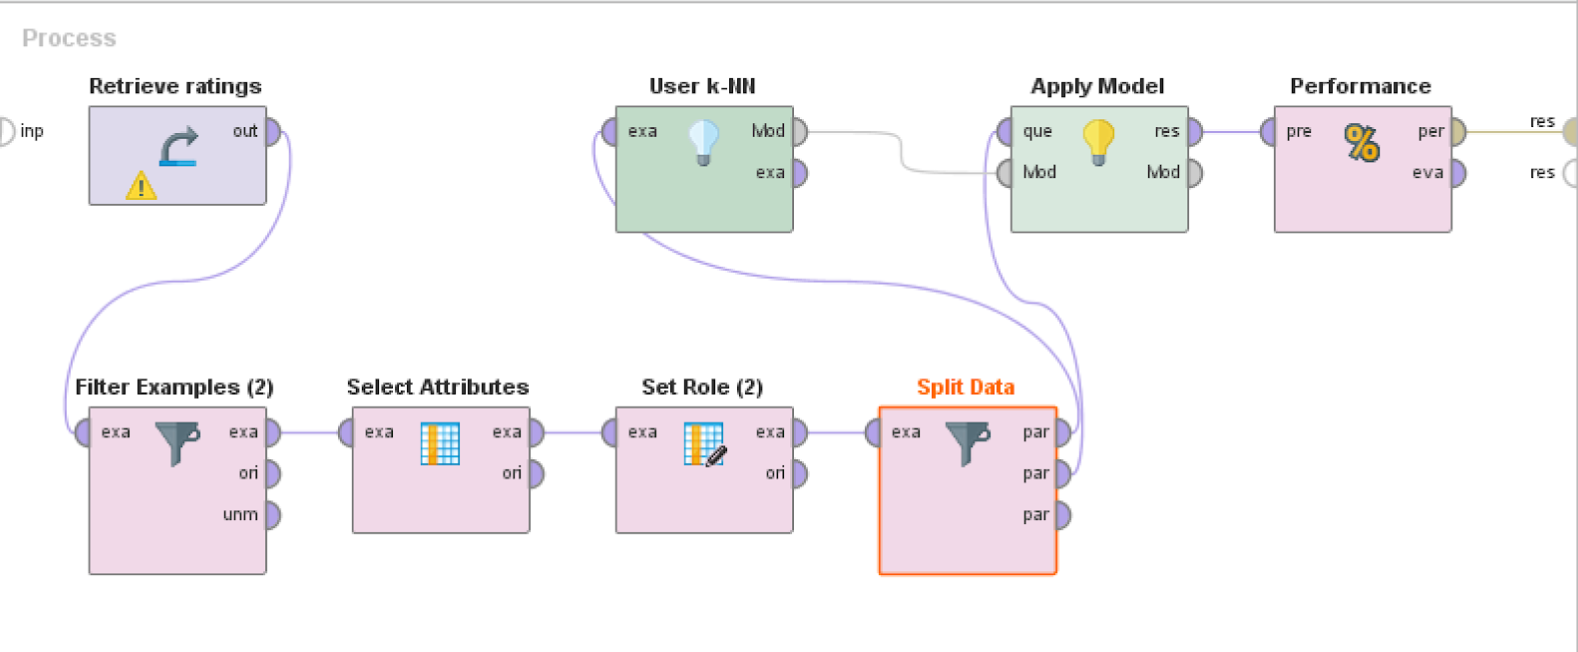 Process
Retrieve ratings
User k-NN
Apply Model
Performance
inp
out
exa
Mod
que
res
pre
per
res
exa
Mod
Mod
eva
res
Filter Examples (2)
Select Attributes
Set Role (2)
Split Data
exa
exa
exa
exa
exa
exa
exa
par
ori
ori
ori
par
unm
par